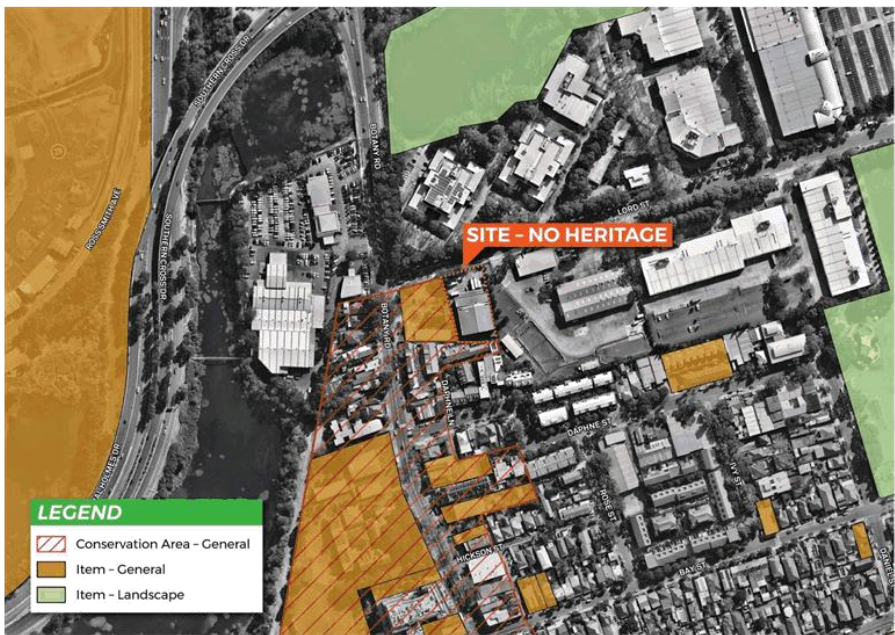 SOUTHERN CROSS DR
BOTANY RD
ROSS SMITH AVE
SOUTHERN CROSS DR
LORD ST
SITE – NO HERITAGE
BOTANY RD
DAPHNE LN
DAPHNE ST
IVY ST
ROSE ST
HICKSON ST
BAY ST
LEGEND
Conservation Area – General
Item – General
Item – Landscape